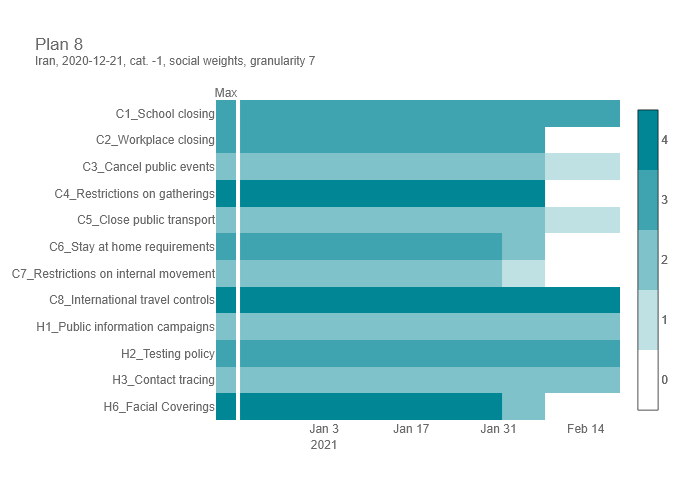 Plan 8
Iran, 2020-12-21, cat. -1, social weights, granularity 7
Max
C1_School closing
C2_Workplace closing
C3_Cancel public events
C4_Restrictions on gatherings
C5_Close public transport
C6_Stay at home requirements
C7_Restrictions on internal movement
C8_International travel controls
H1_Public information campaigns
H2_Testing policy
H3_Contact tracing
H6_Facial Coverings
Jan 3
2021
Jan 17
Jan 31
Feb 14
4
3
2
1
0